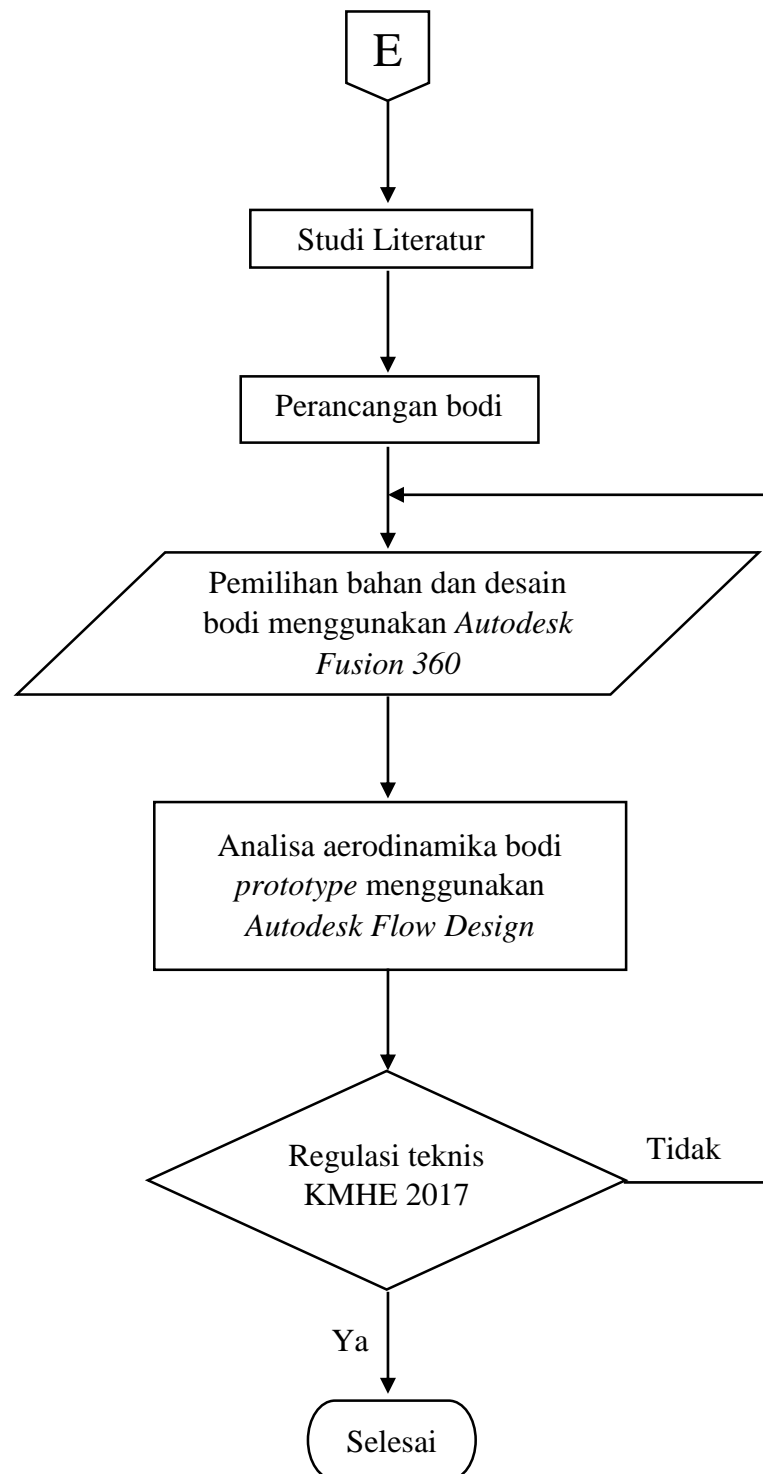 E
Studi Literatur
Perancangan bodi
Pemilihan bahan dan desain
bodi menggunakan Autodesk
Fusion 360
Analisa aerodinamika bodi
prototype menggunakan
Autodesk Flow Design
Regulasi teknis
KMHE 2017
Tidak
Ya
Selesai